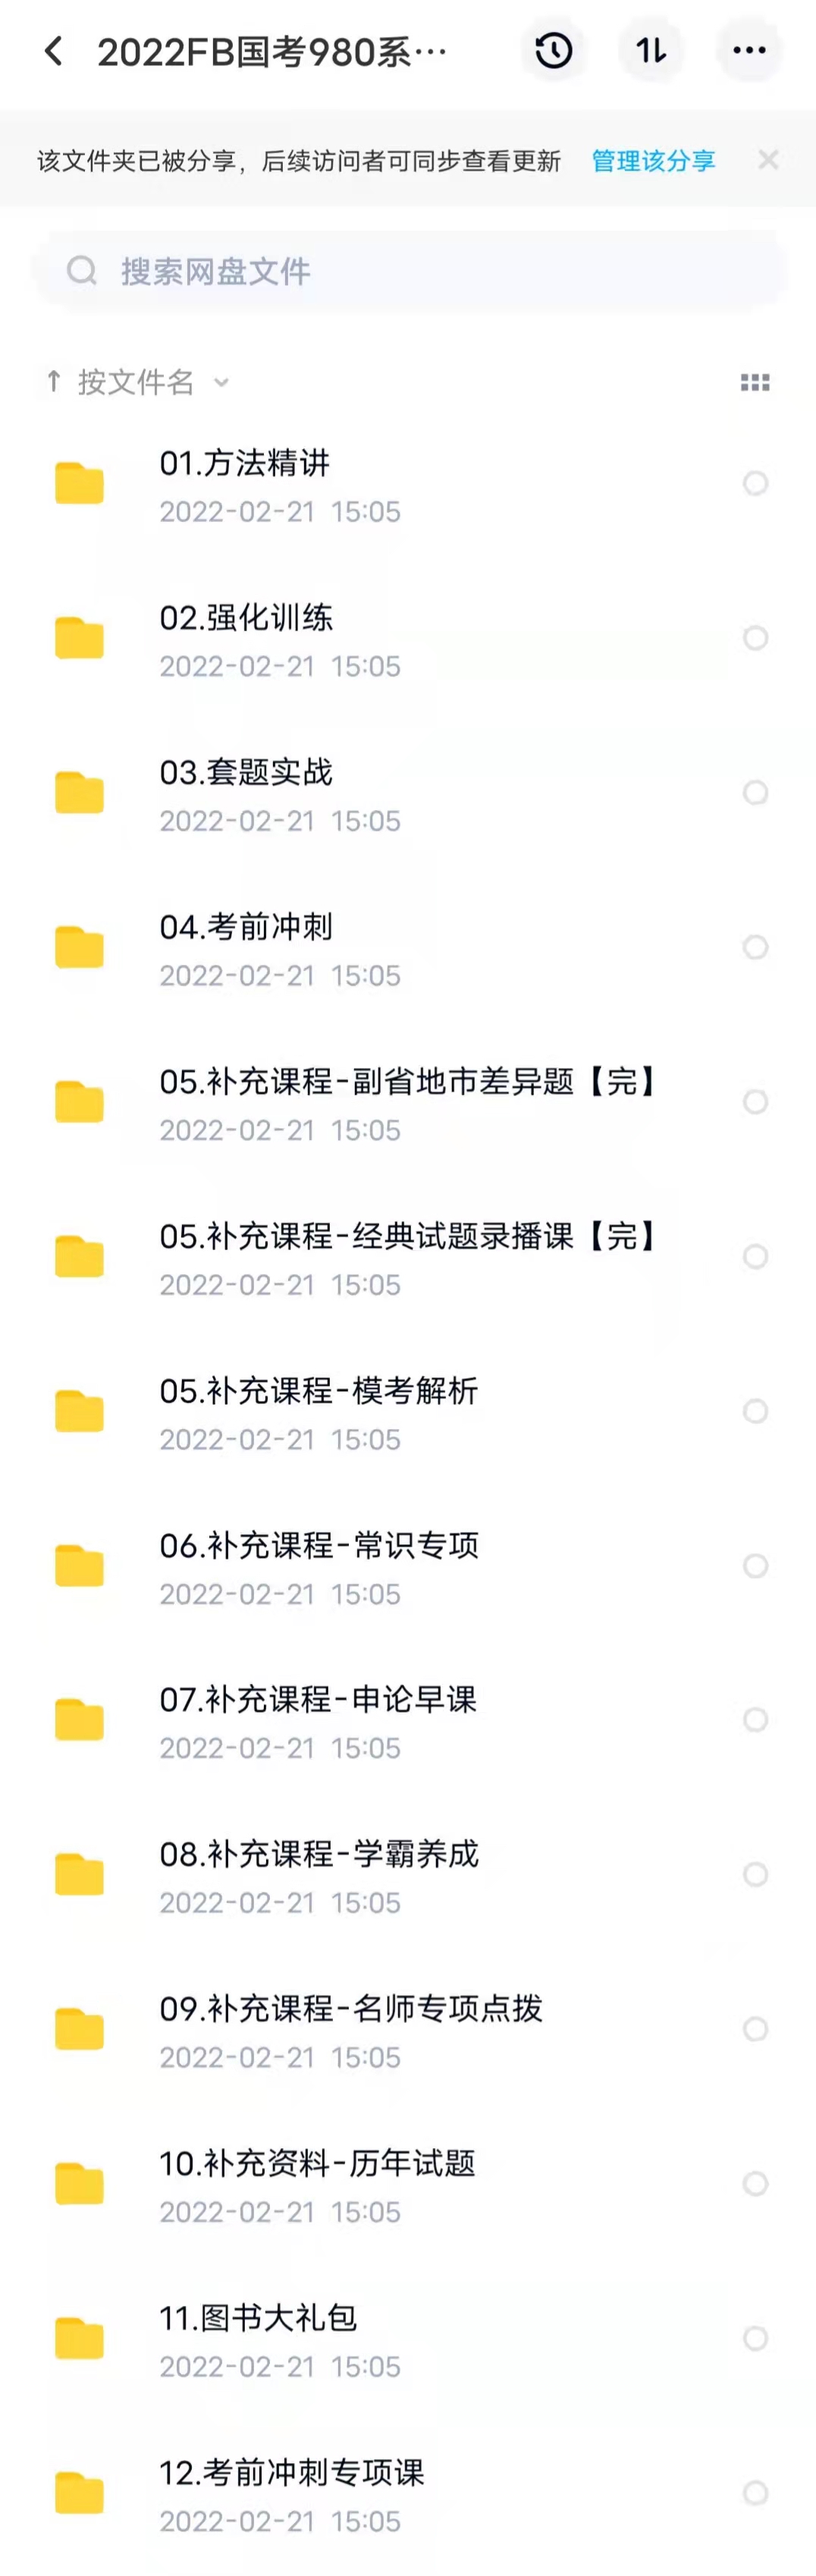 2022FB国考980系···
该文件夹已被分享，后续访问者可同步查看更新 管理该分享
搜索网盘文件
按文件名
01.方法精讲
2022-02-21 15:05
02.强化训练
2022-02-21 15:05
03.套题实战
2022-02-21 15:05
04.考前冲刺
2022-02-21 15:05
05.补充课程-副省地市差异题【完】
2022-02-21 15:05
05.补充课程-经典试题录播课【完】
2022-02-21 15:05
05.补充课程-模考解析
2022-02-21 15:05
06.补充课程-常识专项
2022-02-21 15:05
07.补充课程-申论早课
2022-02-21 15:05
08.补充课程-学霸养成
2022-02-21 15:05
09.补充课程-名师专项点拨
2022-02-21 15:05
10.补充资料-历年试题
2022-02-21 15:05
11.图书大礼包
2022-02-21 15:05
12.考前冲刺专项课
2022-02-21 15:05